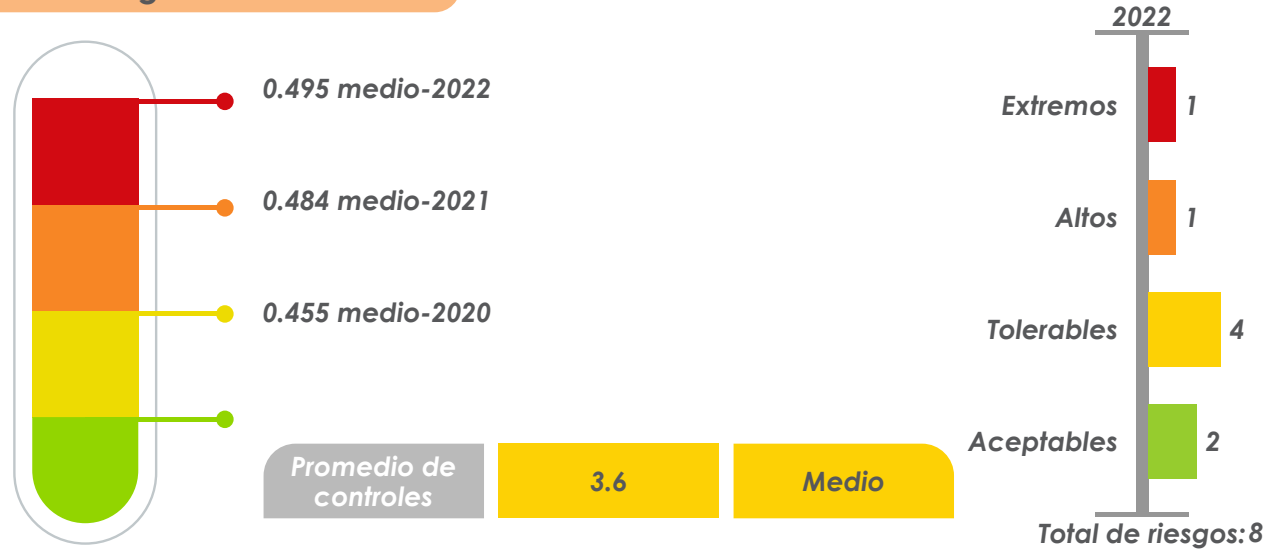 0.495 medio-2022
0.484 medio-2021
0.455 medio-2020
Promedio de
controles
3.6
Medio
2022
Extremos
1
Altos
1
Tolerables
4
Aceptables
2
Total de riesgos:8